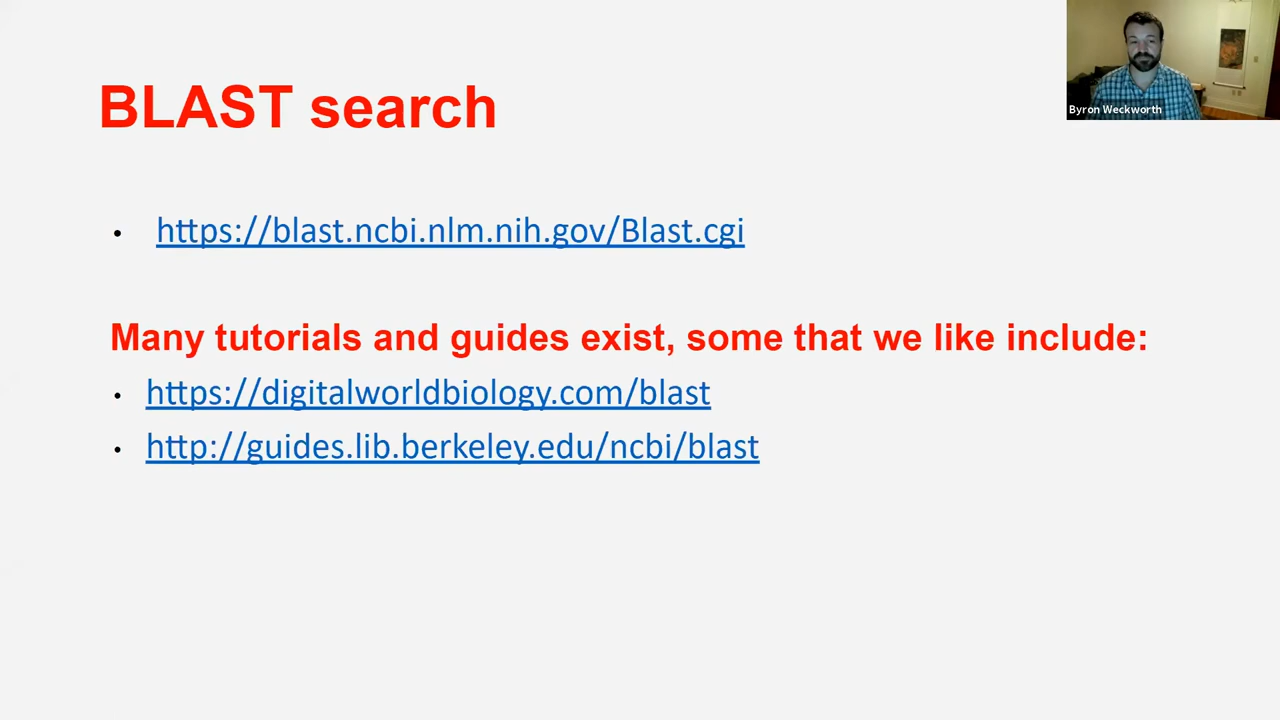 BLAST search
Byron Weckworth
• https://blast.ncbi.nlm.nih.gov/Blast.cgi
Many tutorials and guides exist, some that we like include:
• https://digitalworldbiology.com/blast
• http://guides.lib.berkeley.edu/ncbi/blast